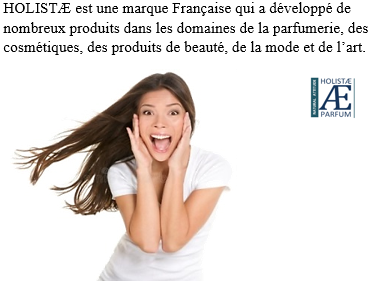 HOLISTÆ est une marque Française qui a développé de
nombreux produits dans les domaines de la parfumerie, des
cosmétiques, des produits de beauté, de la mode et de l’art.
HOLISTÆ
ÆE
PARFUM